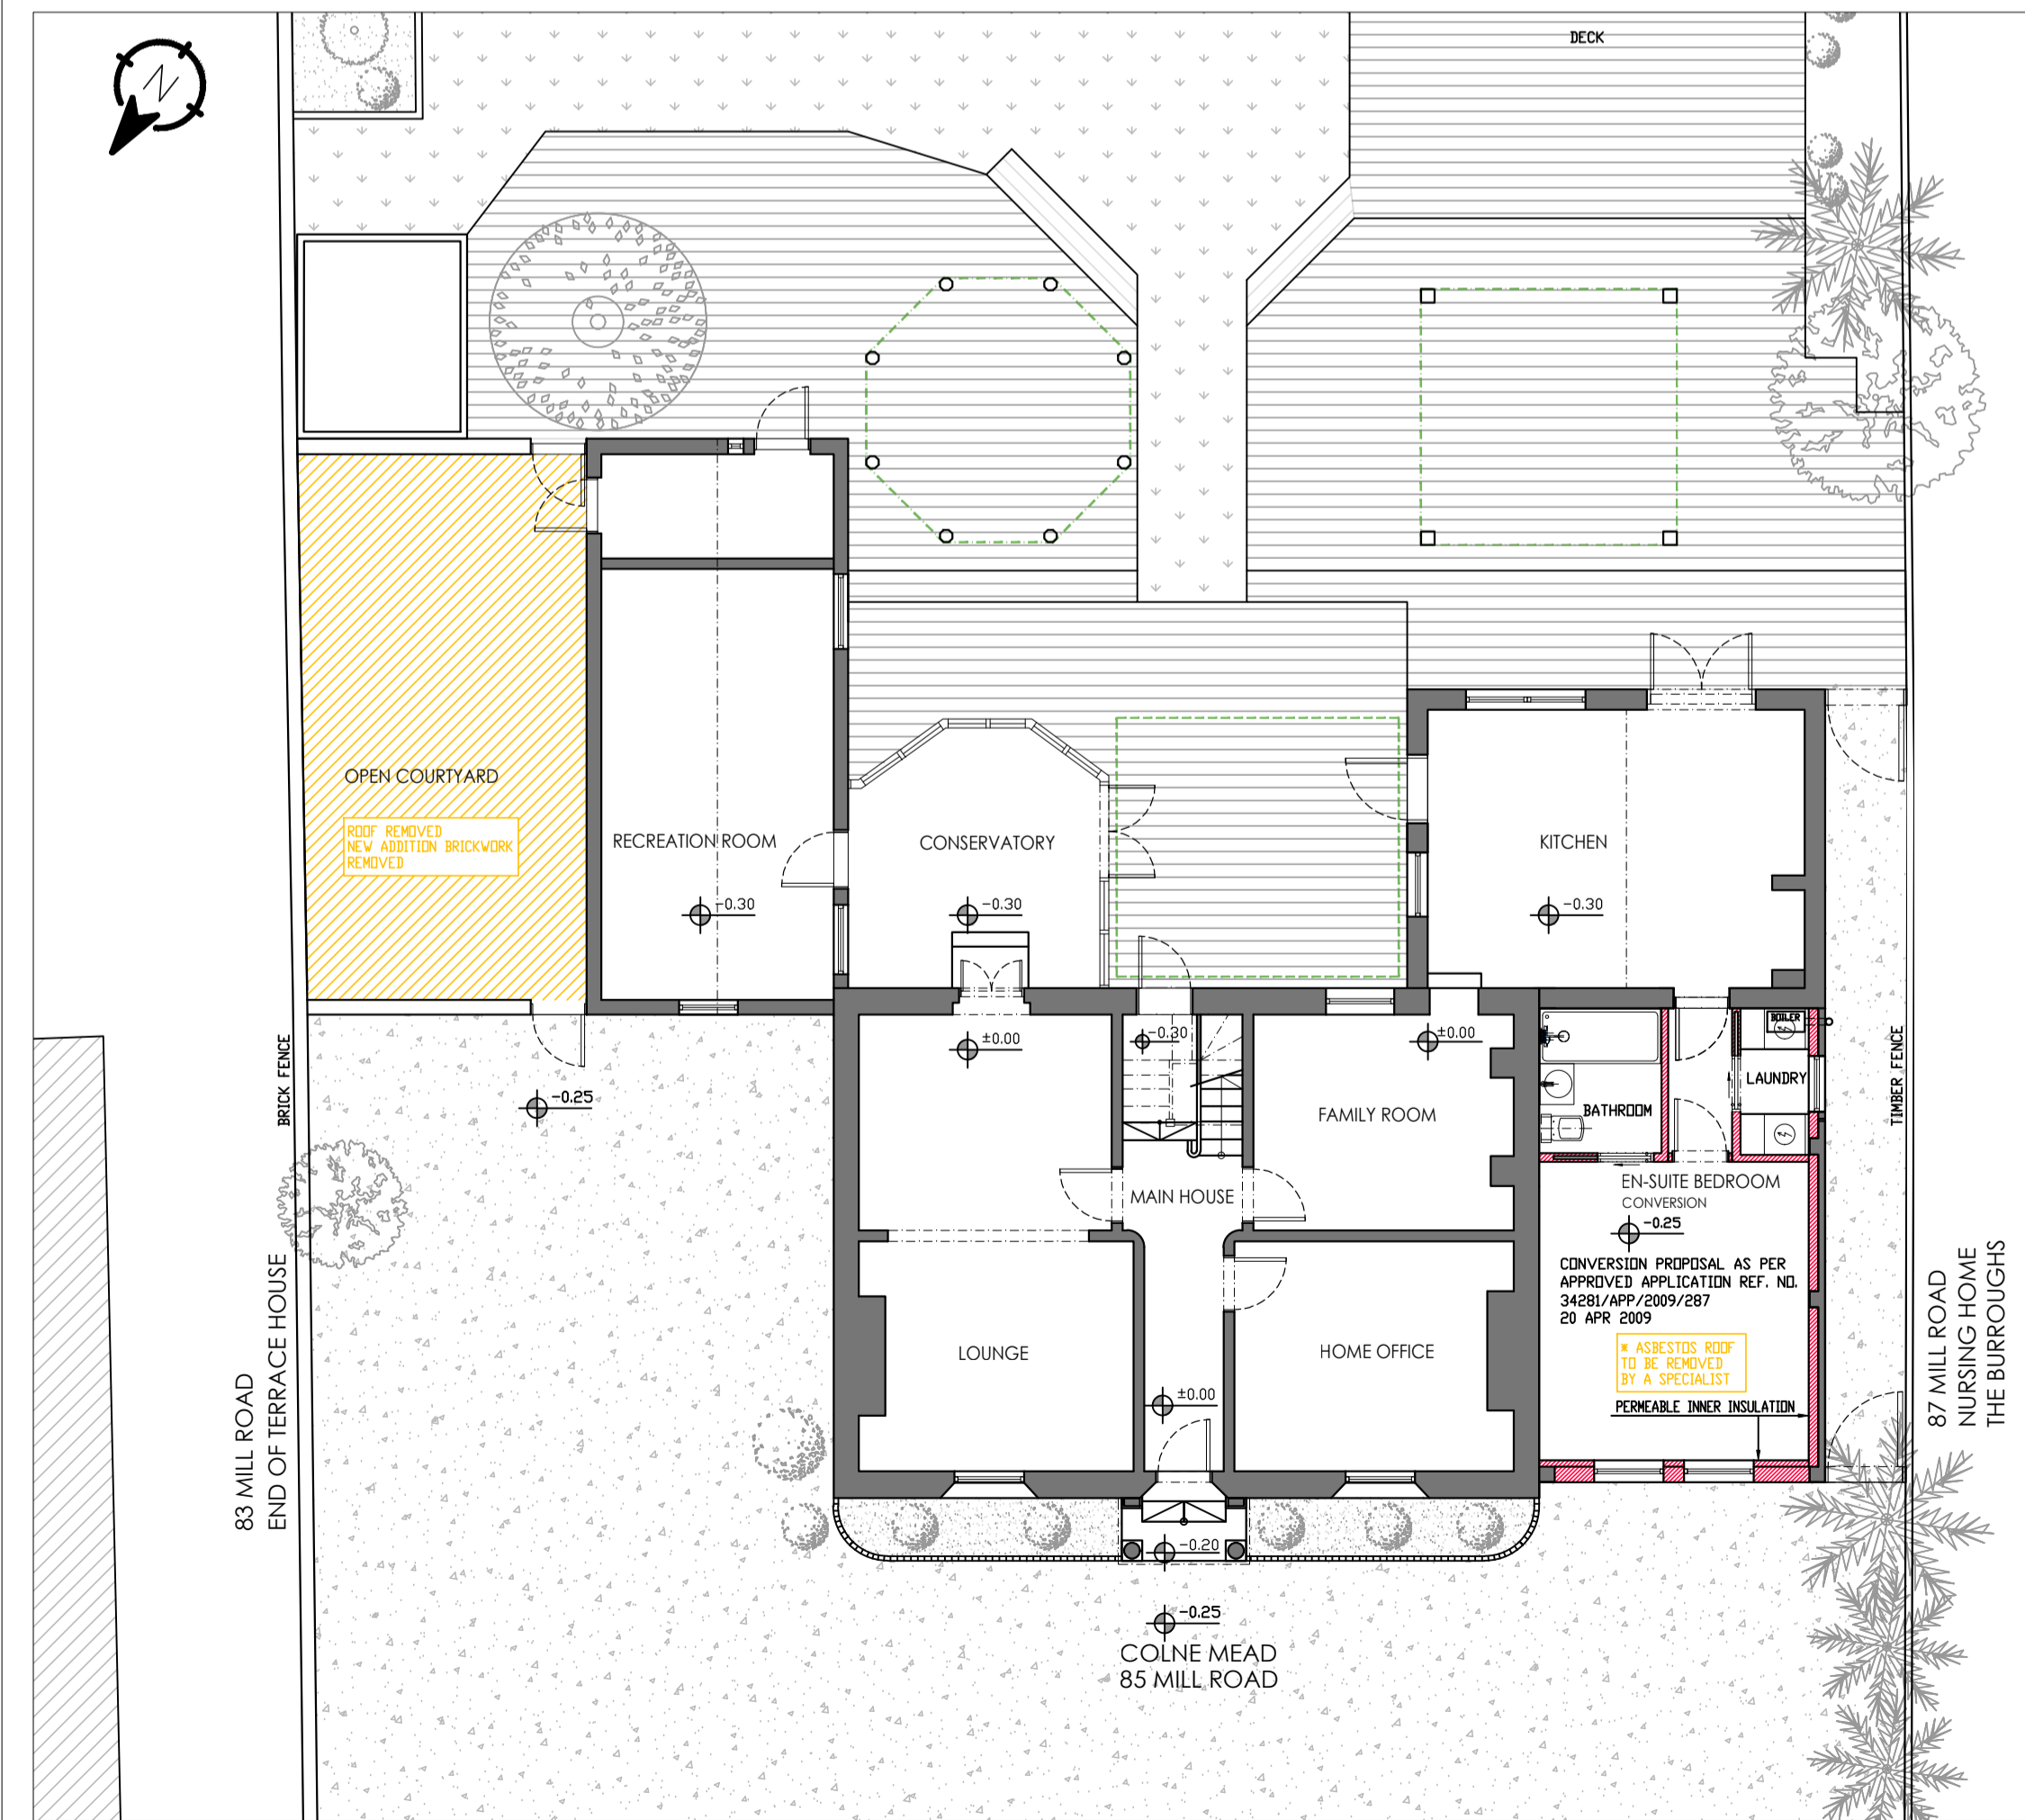 N
DECK
OPEN COURTYARD
ROOF REMOVED
NEW ADDITION BRICKWORK
REMOVED
RECREATION ROOM
-0.30
CONSERVATORY
-0.30
KITCHEN
-0.30
BRICK FENCE
-0.25
±0.00
-0.30
±0.00
FAMILY ROOM
MAIN HOUSE
BOILER
LAUNDRY
BATHROOM
TIMBER FENCE
EN-SUITE BEDROOM
CONVERSION
-0.25
CONVERSION PROPOSAL AS PER
APPROVED APPLICATION REF. NO.
34281/APP/2009/287
20 APR 2009
* ASBESTOS ROOF
TO BE REMOVED
BY A SPECIALIST
PERMEABLE INNER INSULATION
LOUNGE
HOME OFFICE
±0.00
83 MILL ROAD
END OF TERRACE HOUSE
87 MILL ROAD
NURSING HOME
THE BURROUGHS
-0.20
-0.25
COLNE MEAD
85 MILL ROAD